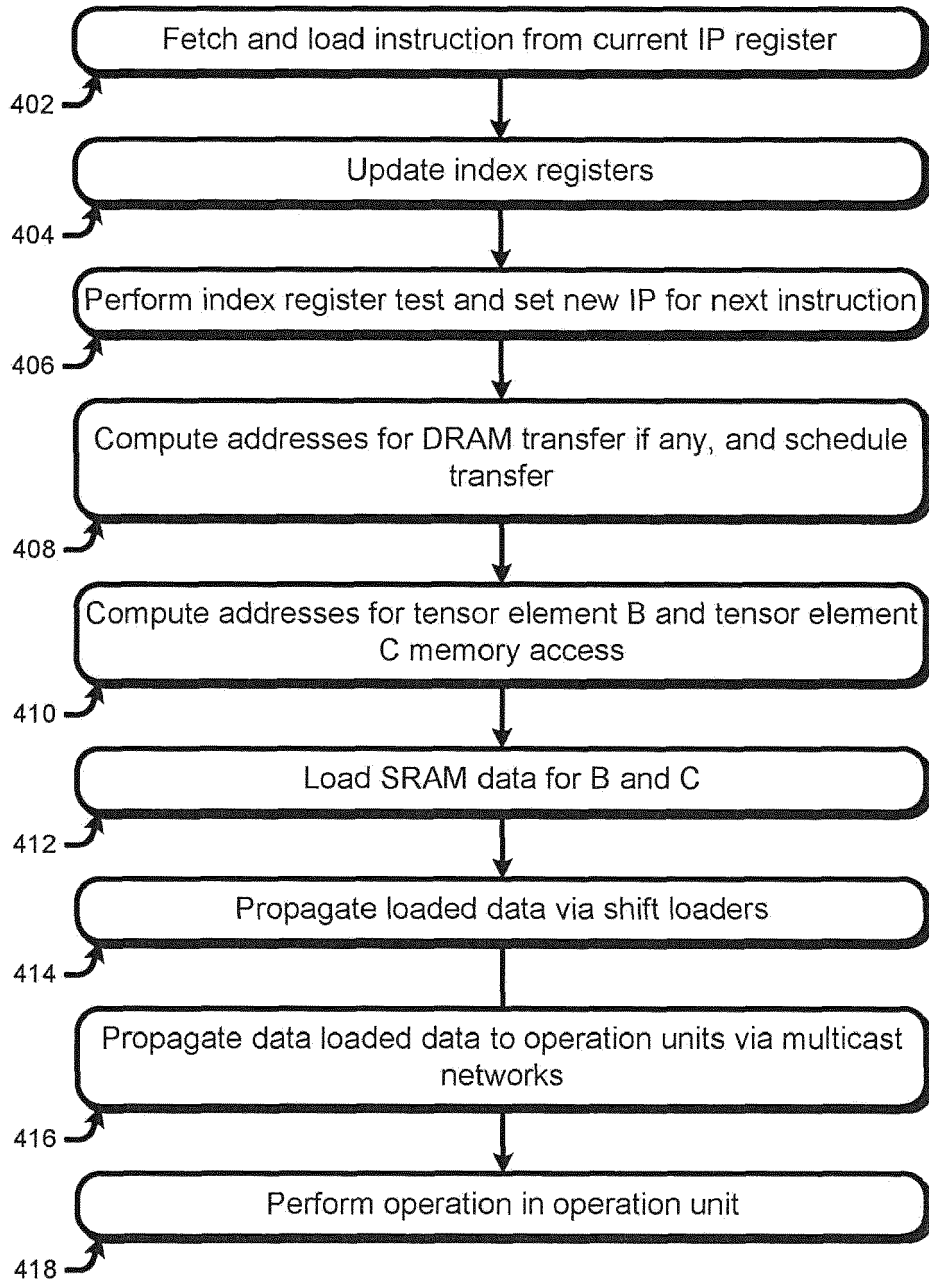 Fetch and load instruction from current IP register
402
Update index registers
404
Perform index register test and set new IP for next instruction
406
Compute addresses for DRAM transfer if any, and schedule
transfer
408
Compute addresses for tensor element B and tensor element
C memory access
410
Load SRAM data for B and C
412
Propagate loaded data via shift loaders
414
Propagate data loaded data to operation units via multicast
networks
416
Perform operation in operation unit
418